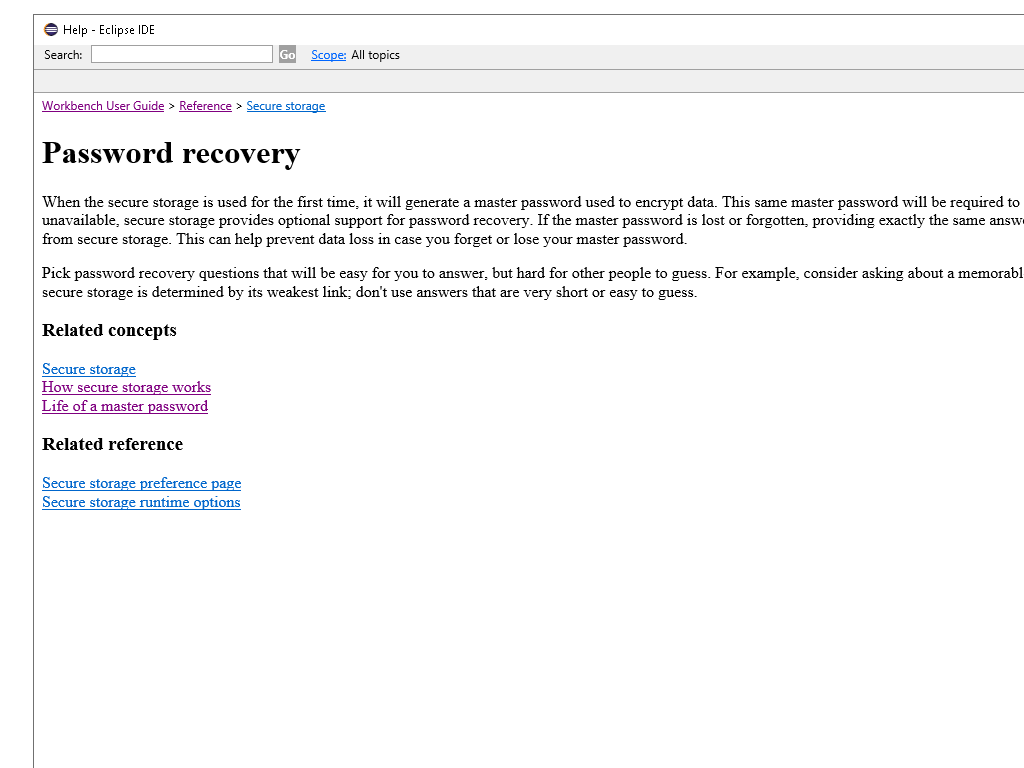 Help - Eclipse IDE
Search: Go Scope: All topics
Workbench User Guide > Reference > Secure storage
Password recovery
When the secure storage is used for the first time, it will generate a master password used to encrypt data. This same master password will be required to
unavailable, secure storage provides optional support for password recovery. If the master password is lost or forgotten, providing exactly the same answ
from secure storage. This can help prevent data loss in case you forget or lose your master password.
Pick password recovery questions that will be easy for you to answer, but hard for other people to guess. For example, consider asking about a memorabl
secure storage is determined by its weakest link; don't use answers that are very short or easy to guess.
Related concepts
Secure storage
How secure storage works
Life of a master password
Related reference
Secure storage preference page
Secure storage runtime options